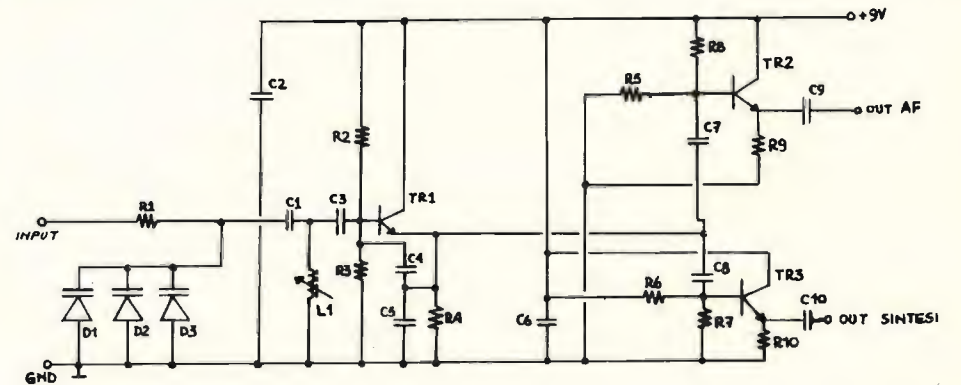 +9V
R8
TR2
C2
R5
C9
OUT AF
R2
C7
R9
TR1
R1
C1
C3
INPUT
R3
C4
C8
TR3
L1
R6
C5
R4
C6
R7
C10
OUT SINTESI
D1
D2
D3
R10
GND